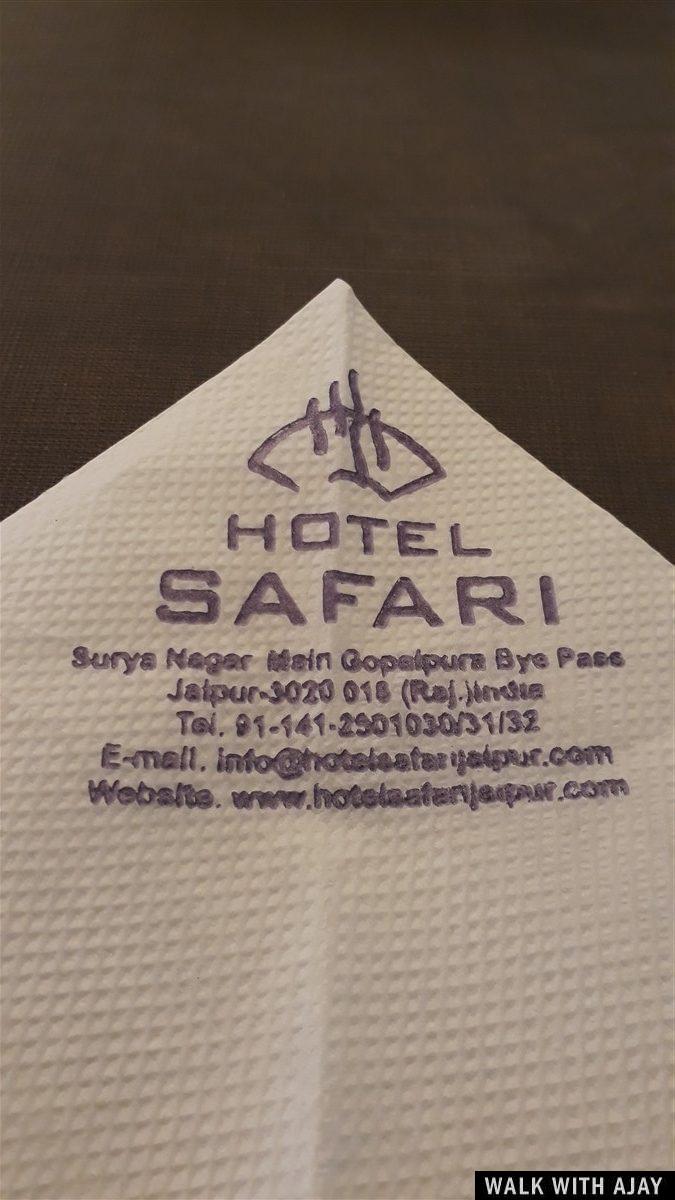 HOTEL
SAFARI
Surya Nagar Main Gopalpura Bye Pass
Jaipur-3020 018 (Raj.)India
Tel. 91-141-2501030/31/32
E-mail. info@hotelsafarijaipur.com
Website. www.hotelsafarijaipur.com
WALK WITH AJAY